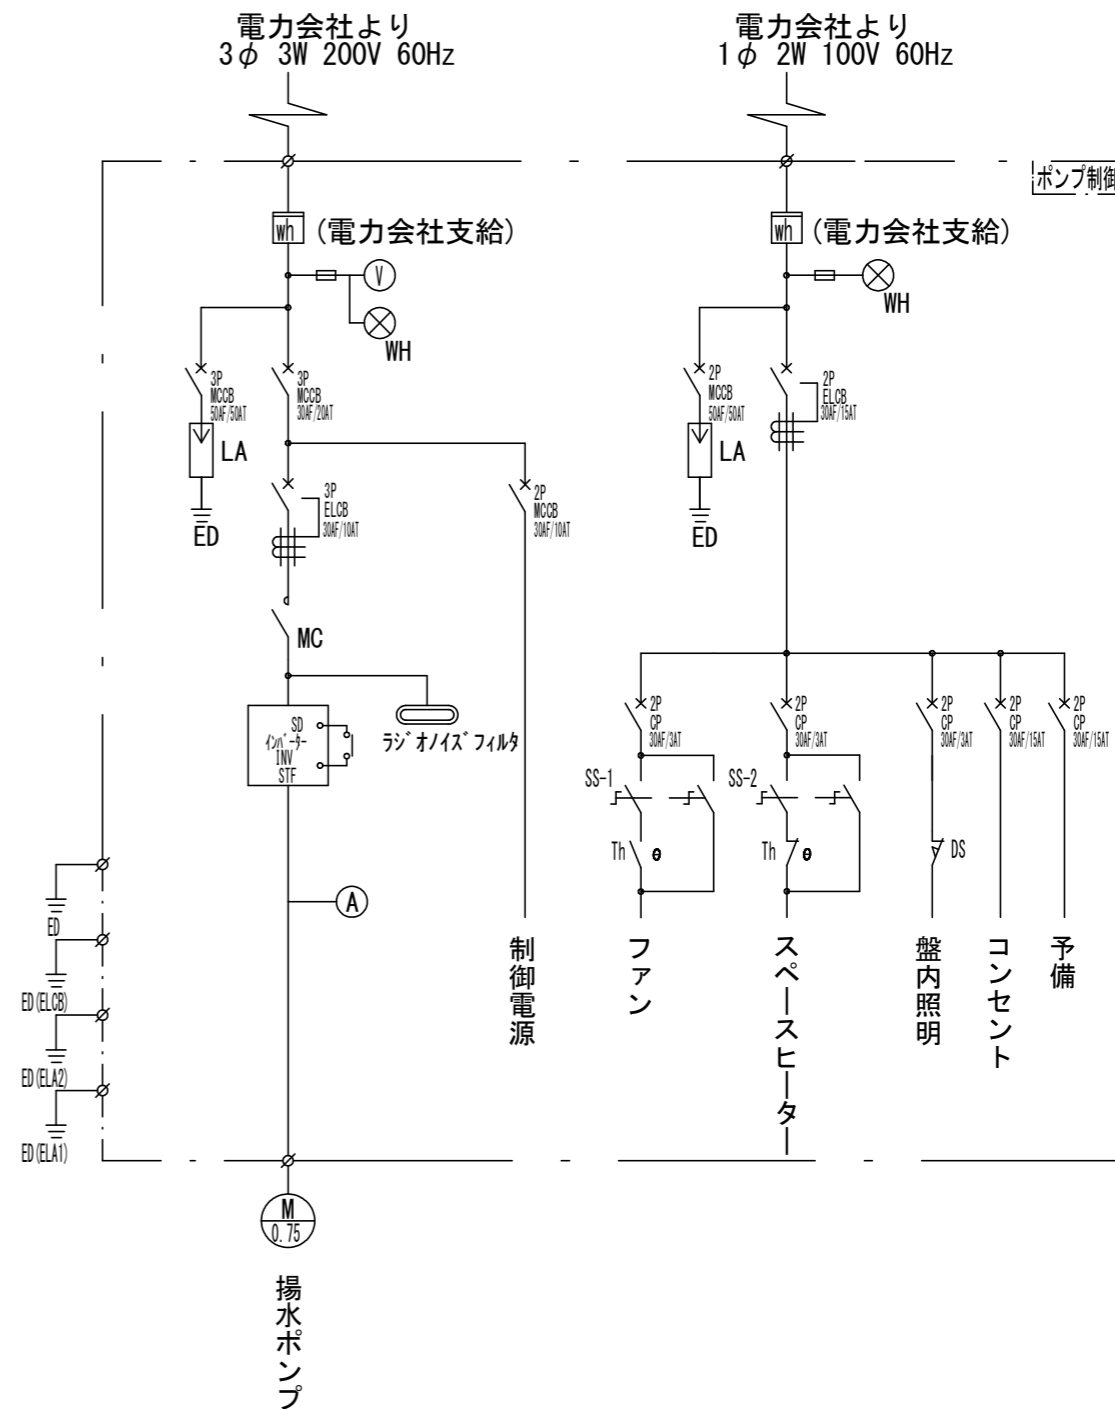 電力会社より
3φ 3W 200V 60Hz
電力会社より
1φ 2W 100V 60Hz
ポンプ制御
wh (電力会社支給)
wh (電力会社支給)
V
WH
WH
3P
MCCB
50AF/50AT
3P
MCCB
30AF/20AT
2P
MCCB
50AF/50AT
2P
ELCB
30AF/15AT
LA
LA
ED
ED
3P
ELCB
30AF/10AT
2P
MCCB
30AF/10AT
MC
SD
インバーター
INV
STF
ラジオノイズフィルタ
2P
CP
30AF/3AT
2P
CP
30AF/3AT
2P
CP
30AF/3AT
2P
CP
30AF/15AT
2P
CP
30AF/15AT
SS-1
SS-2
Th θ
Th θ
DS
A
ED
ED(ELCB)
ED(ELA2)
ED(ELA1)
制御電源
ファン
スペースヒーター
盤内照明
コンセント
予備
M
0.75
揚水ポンプ